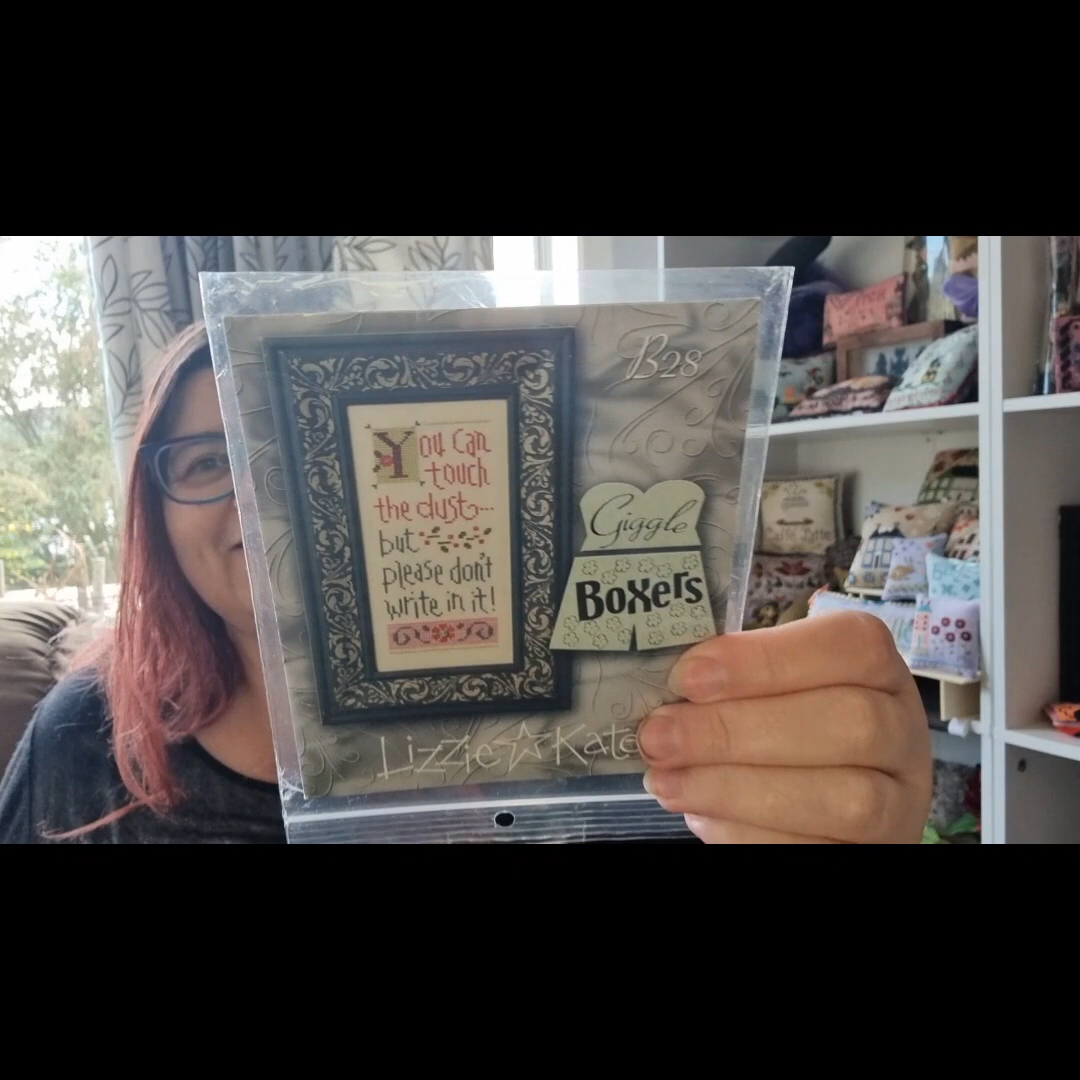 B28
You can
touch
the dust...
but
please don't
write in it!
Giggle
Boxers
Lizzie Kate